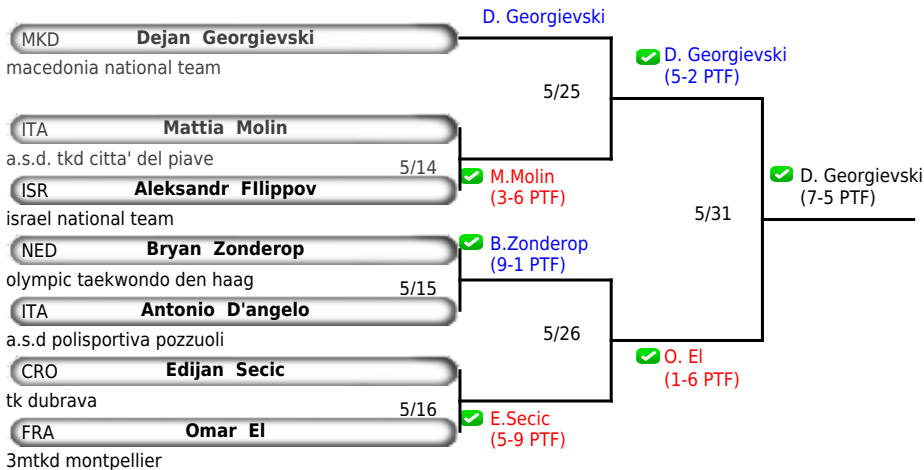 D. Georgievski
MKD Dejan Georgievski
macedonia national team
D. Georgievski
(5-2 PTF)
5/25
ITA Mattia Molin
a.s.d. tkd citta' del piave
5/14
M.Molin
(3-6 PTF)
ISR Aleksandr FIlippov
israel national team
D. Georgievski
(7-5 PTF)
5/31
NED Bryan Zonderop
olympic taekwondo den haag
B.Zonderop
(9-1 PTF)
5/15
ITA Antonio D'angelo
a.s.d polisportiva pozzuoli
5/26
CRO Edijan Secic
tk dubrava
O. El
(1-6 PTF)
5/16
E.Secic
(5-9 PTF)
FRA Omar El
3mtkd montpellier